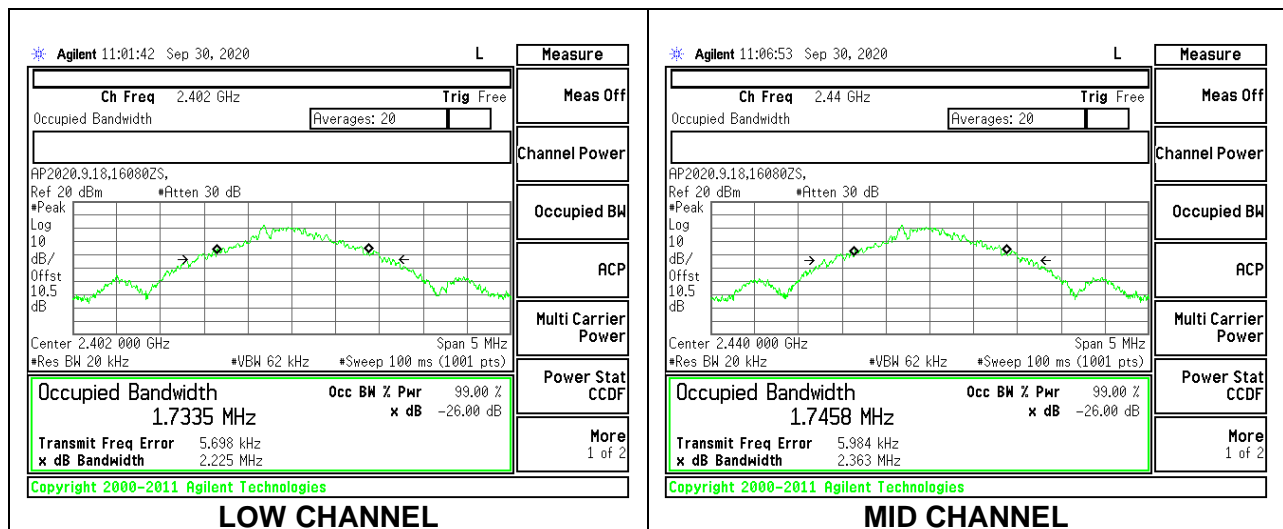 Agilent 11:01:42 Sep 30, 2020 L
Measure
Ch Freq 2.402 GHz Trig Free
Occupied Bandwidth Averages: 20
AP2020.9.18,16080ZS,
Ref 20 dBm #Atten 30 dB
#Peak
Log
10
dB/
Offst
10.5
dB
Center 2.402 000 GHz Span 5 MHz
#Res BW 20 kHz #VBW 62 kHz #Sweep 100 ms (1001 pts)
Occupied Bandwidth Occ BW % Pwr 99.00 %
1.7335 MHz x dB -26.00 dB
Transmit Freq Error 5.698 kHz
x dB Bandwidth 2.225 MHz
Copyright 2000-2011 Agilent Technologies
Meas Off
Channel Power
Occupied BW
ACP
Multi Carrier
Power
Power Stat
CCDF
More
1 of 2
LOW CHANNEL
Agilent 11:06:53 Sep 30, 2020 L
Measure
Ch Freq 2.44 GHz Trig Free
Occupied Bandwidth Averages: 20
AP2020.9.18,16080ZS,
Ref 20 dBm #Atten 30 dB
#Peak
Log
10
dB/
Offst
10.5
dB
Center 2.440 000 GHz Span 5 MHz
#Res BW 20 kHz #VBW 62 kHz #Sweep 100 ms (1001 pts)
Occupied Bandwidth Occ BW % Pwr 99.00 %
1.7458 MHz x dB -26.00 dB
Transmit Freq Error 5.984 kHz
x dB Bandwidth 2.363 MHz
Copyright 2000-2011 Agilent Technologies
Meas Off
Channel Power
Occupied BW
ACP
Multi Carrier
Power
Power Stat
CCDF
More
1 of 2
MID CHANNEL